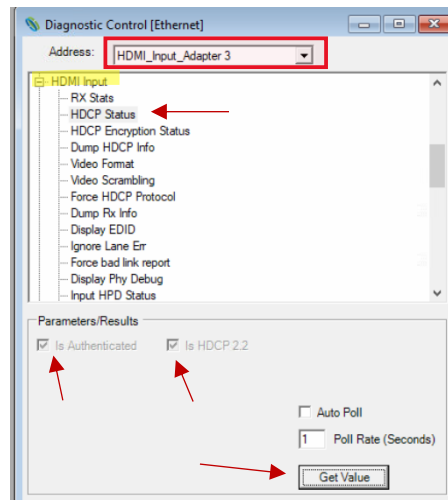 Diagnostic Control [Ethernet]
Address: HDMI_Input_Adapter 3
HDMI Input
RX Stats
HDCP Status
HDCP Encryption Status
Dump HDCP Info
Video Format
Video Scrambling
Force HDCP Protocol
Dump Rx Info
Display EDID
Ignore Lane Err
Force bad link report
Display Phy Debug
Input HPD Status
Parameters/Results
Is Authenticated Is HDCP 2.2
Auto Poll
1 Poll Rate (Seconds)
Get Value